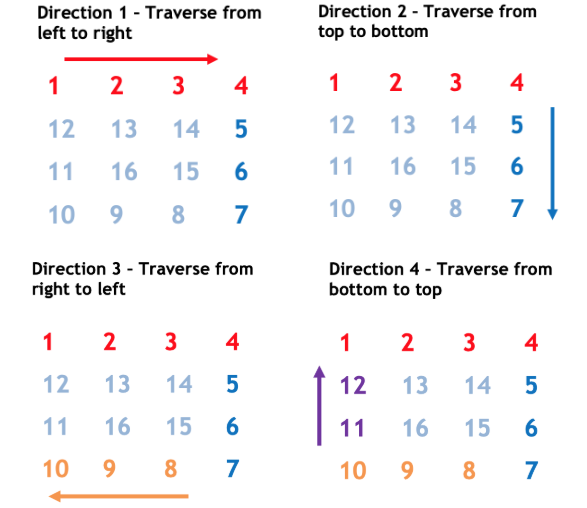 Direction 1 - Traverse from
left to right
1 2 3 4
12 13 14 5
11 16 15 6
10 9 8 7
Direction 2 - Traverse from
top to bottom
1 2 3 4
12 13 14 5
11 16 15 6
10 9 8 7
Direction 3 - Traverse from
right to left
1 2 3 4
12 13 14 5
11 16 15 6
10 9 8 7
Direction 4 - Traverse from
bottom to top
1 2 3 4
12 13 14 5
11 16 15 6
10 9 8 7